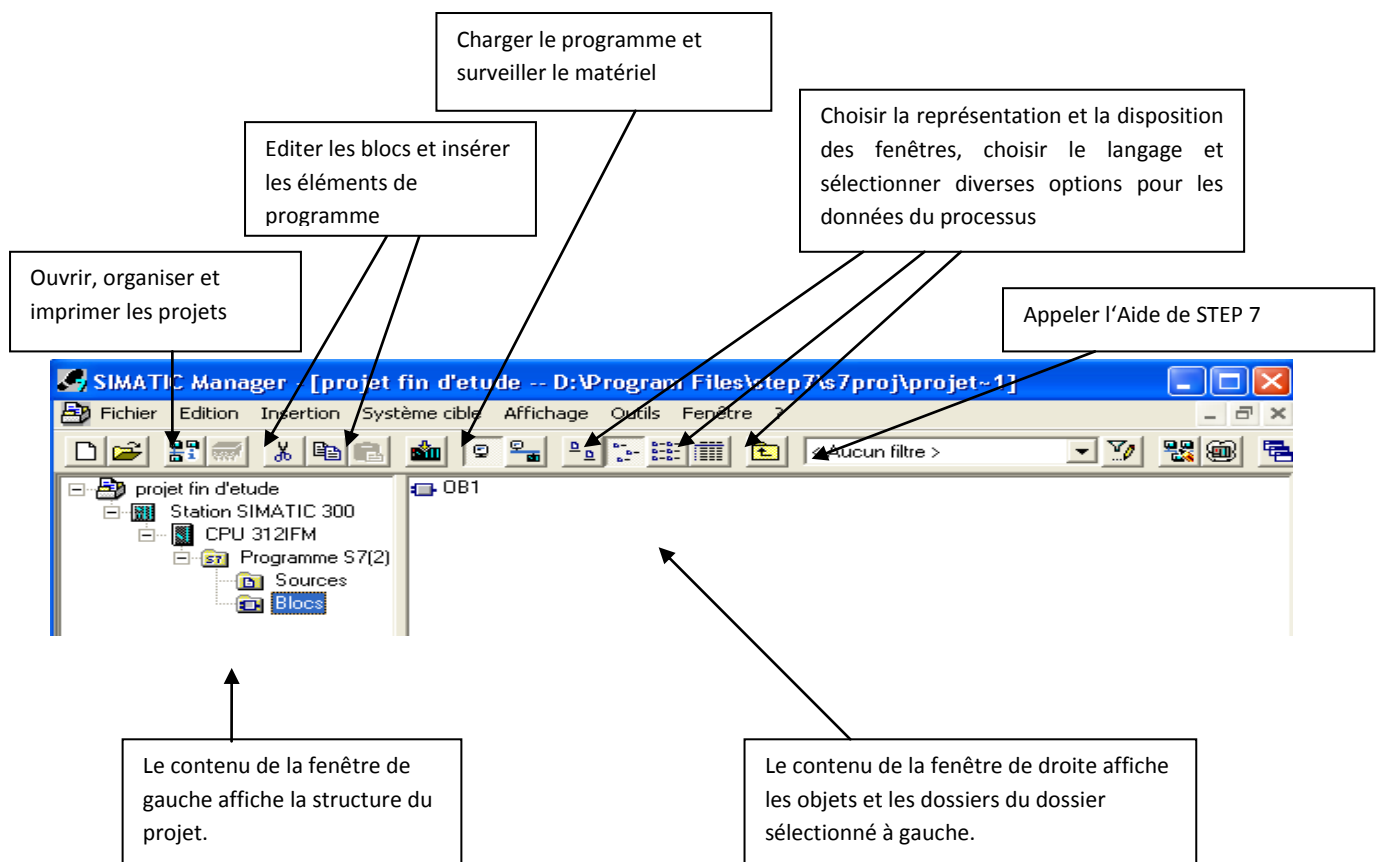 Charger le programme et
surveiller le matériel
Choisir la représentation et la disposition
des fenêtres, choisir le langage et
sélectionner diverses options pour les
données du processus
Editer les blocs et insérer
les éléments de
programme
Ouvrir, organiser et
imprimer les projets
Appeler l‘Aide de STEP 7
SIMATIC Manager - [projet fin d'etude -- D:\Program Files\step7\s7proj\projet~1]
Fichier Edition Insertion Système cible Affichage Outils Fenêtre ?
< Aucun filtre >
projet fin d'etude
OB1
Station SIMATIC 300
CPU 312IFM
Programme S7(2)
Sources
Blocs
Le contenu de la fenêtre de
gauche affiche la structure du
projet.
Le contenu de la fenêtre de droite affiche
les objets et les dossiers du dossier
sélectionné à gauche.